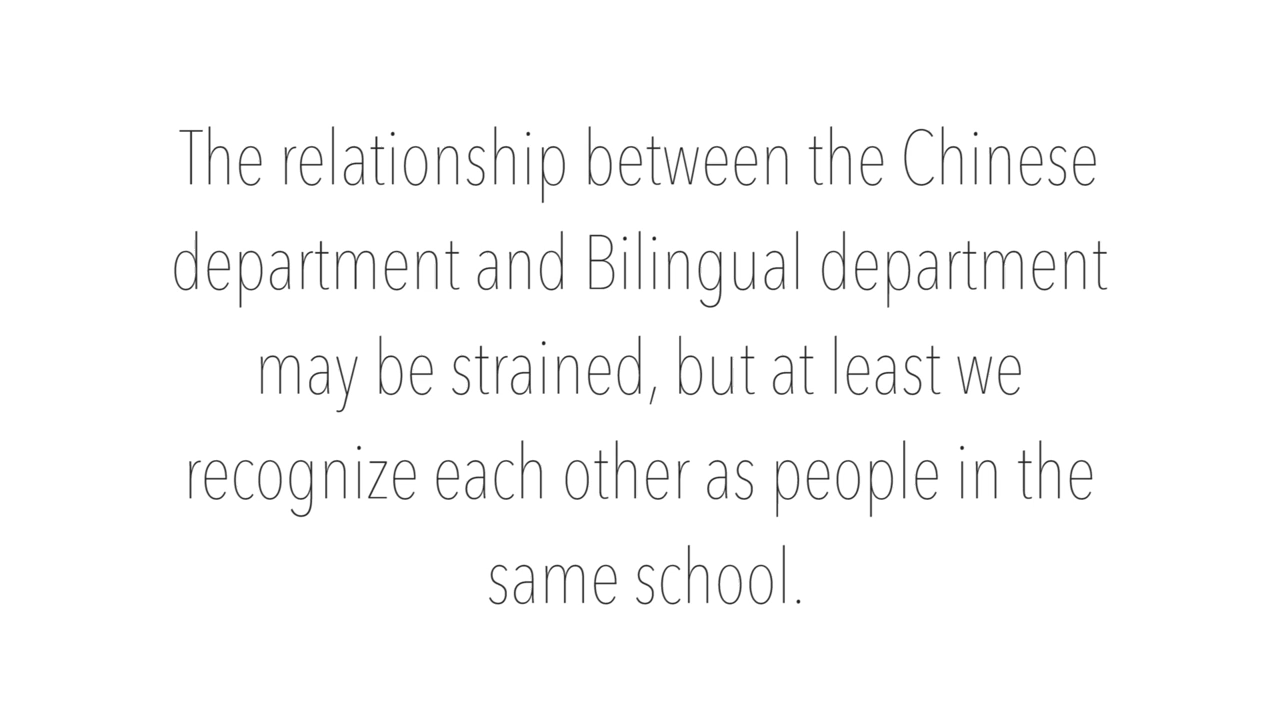 The relationship between the Chinese
department and Bilingual department
may be strained, but at least we
recognize each other as people in the
same school.